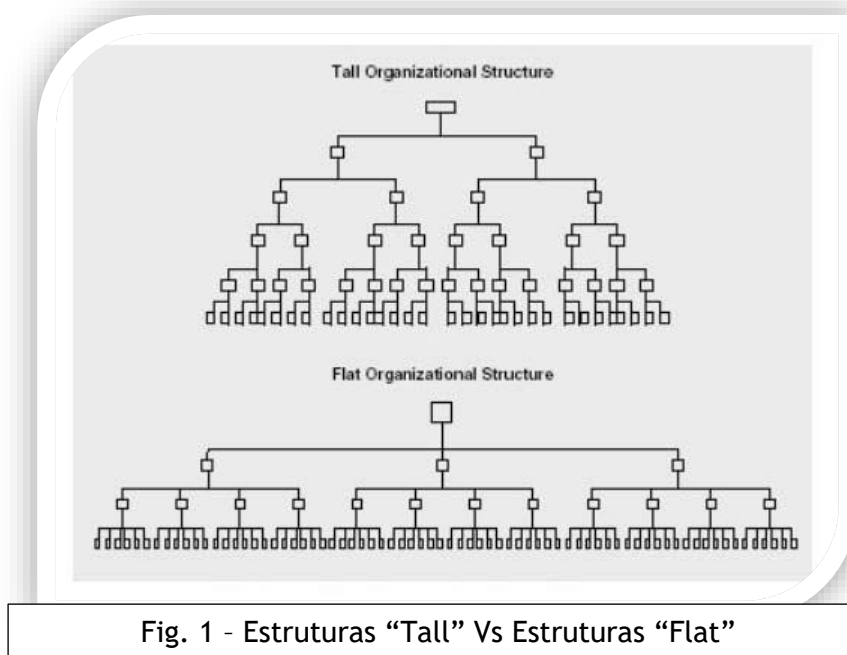 Tall Organizational Structure
Flat Organizational Structure
Fig. 1 - Estruturas “Tall” Vs Estruturas “Flat”